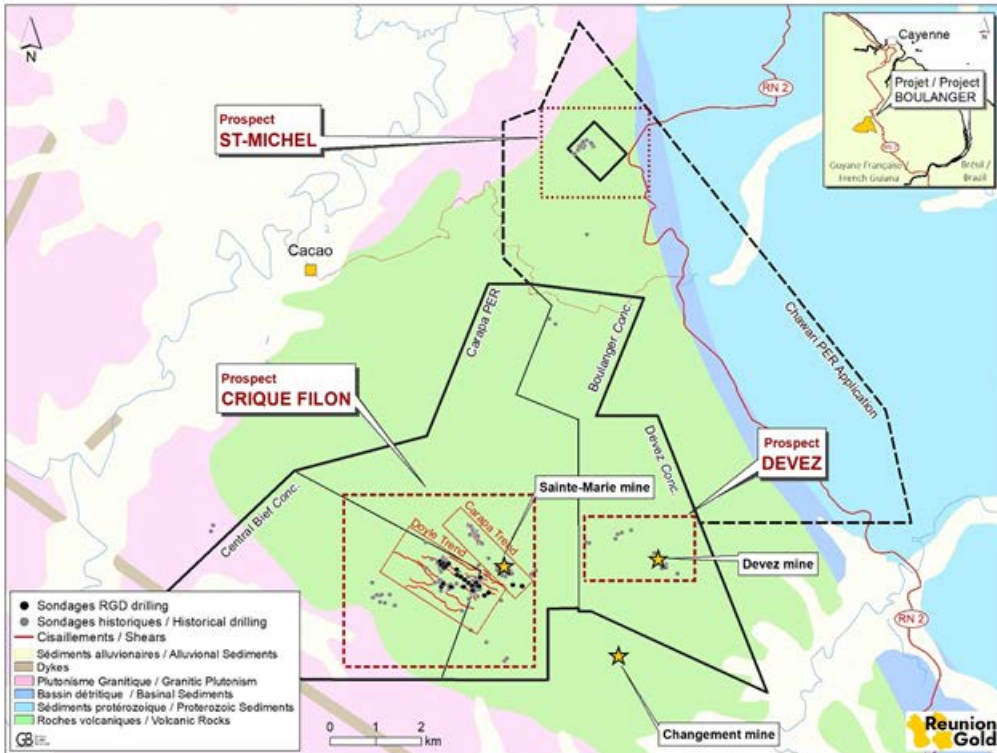 N
Cayenne
Projet / Project
BOULANGER
Guyane Française /
French Guiana
Brésil /
Brazil
RN 2
Prospect
ST-MICHEL
Cacao
Carapa PER
Boulanger Conc.
Chawari PER Application
Prospect
CRIQUE FILON
Devez Conc.
Prospect
DEVEZ
Central Bief Conc.
Sainte-Marie mine
Carapa Trend
Doyle Trend
Devez mine
RN 2
Changement mine
Sondages RGD drilling
Sondages historiques / Historical drilling
Cisaillements / Shears
Sédiments alluvionaires / Alluvional Sediments
Dykes
Plutonisme Granitique / Granitic Plutonism
Bassin détritique / Basinal Sediments
Sédiments protérozoique / Proterozoic Sediments
Roches volcaniques / Volcanic Rocks
GB
0 1 2
km
Reunion
Gold